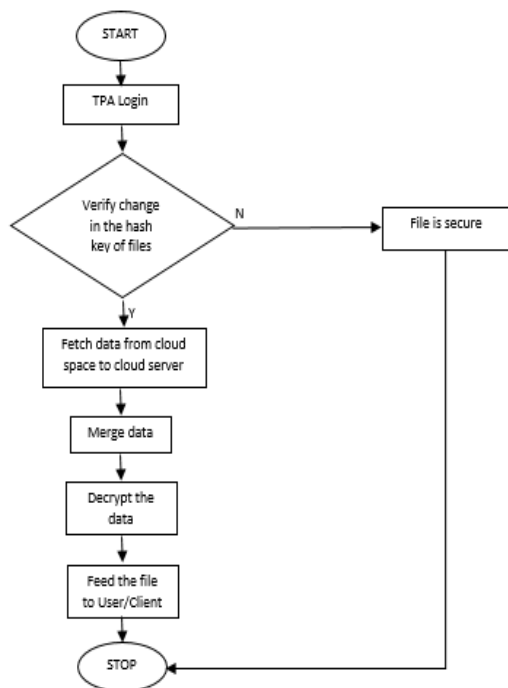 START
TPA Login
Verify change
in the hash
key of files
N
File is secure
Y
Fetch data from cloud
space to cloud server
Merge data
Decrypt the
data
Feed the file
to User/Client
STOP